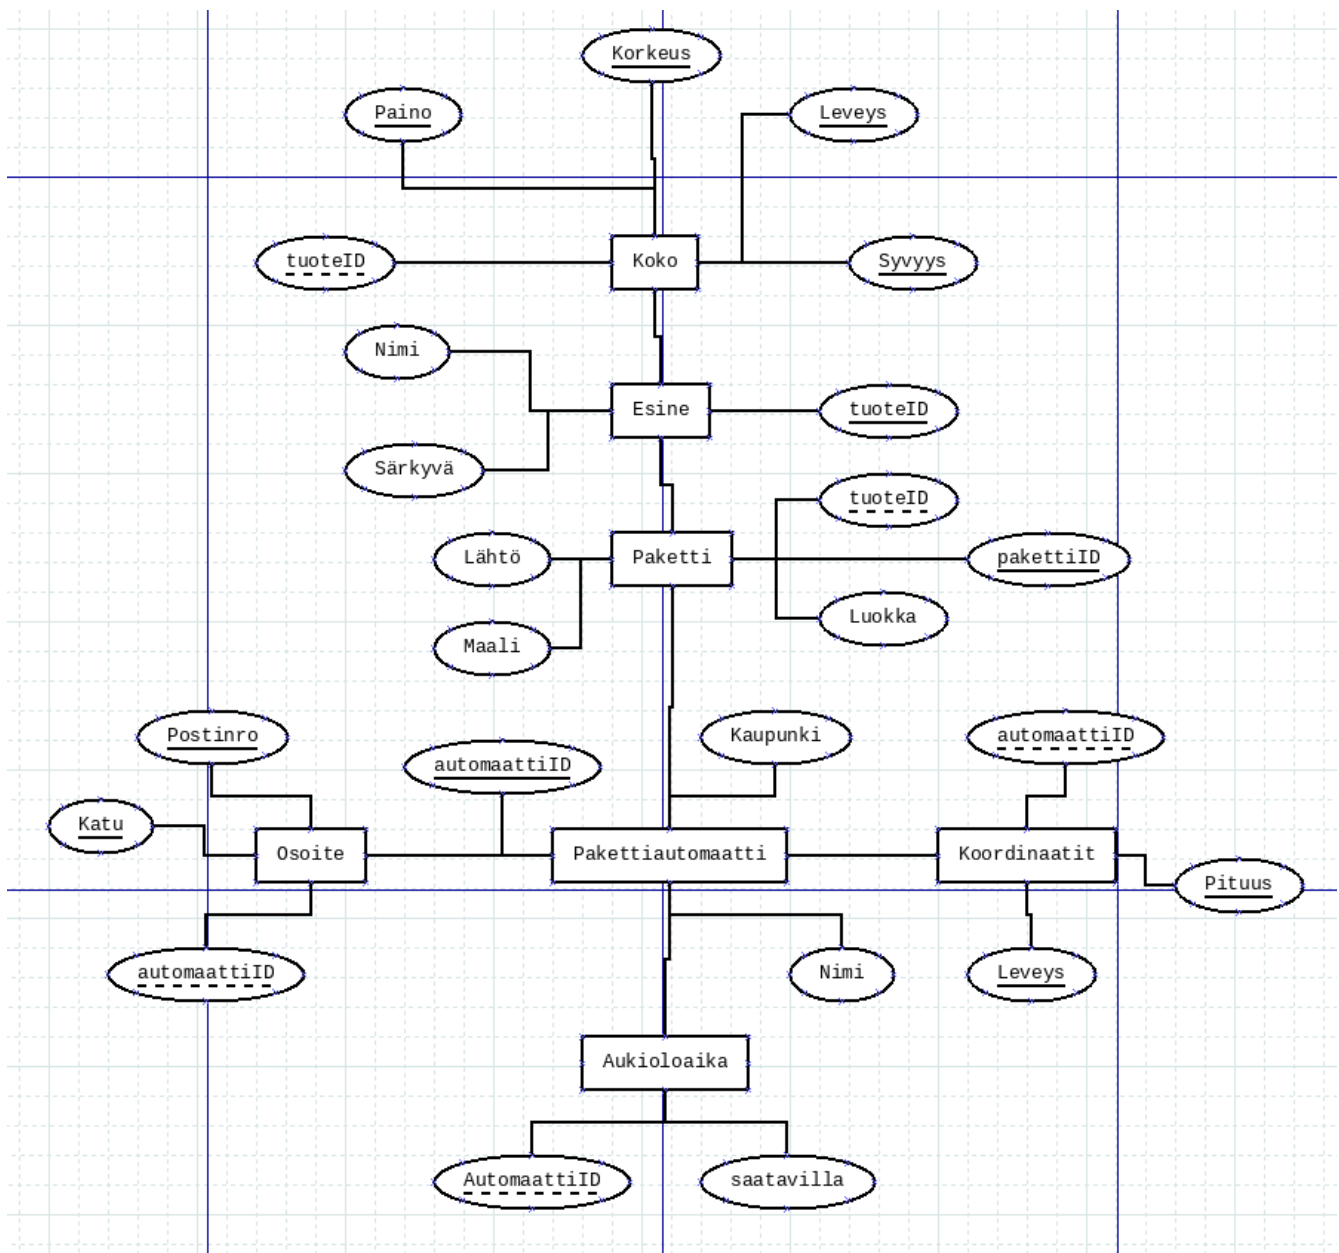 Korkeus
Paino
Leveys
tuoteID
Koko
Syvyys
Nimi
Esine
tuoteID
Särkyvä
tuoteID
Lähtö
Paketti
pakettiID
Luokka
Maali
Postinro
Kaupunki
automaattiID
automaattiID
Katu
Osoite
Pakettiautomaatti
Koordinaatit
Pituus
automaattiID
Nimi
Leveys
Aukioloaika
AutomaattiID
saatavilla